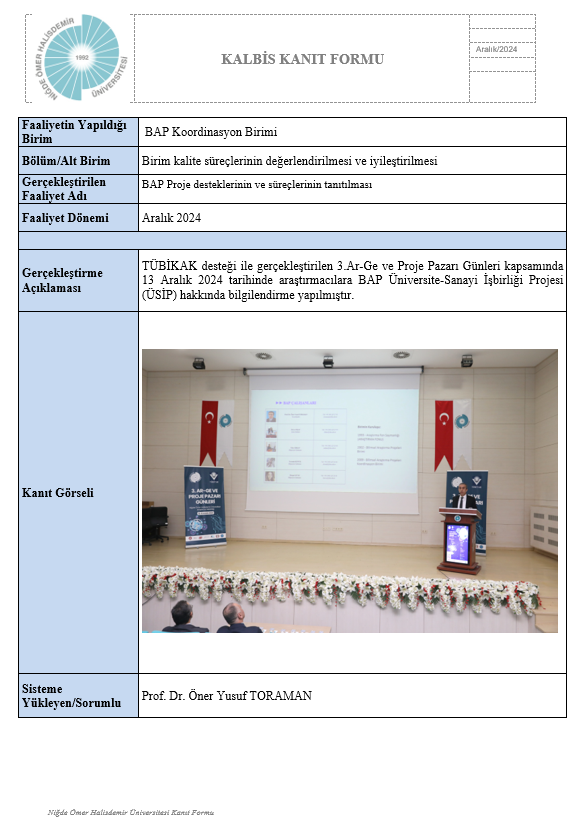 NİĞDE ÖMER HALİSDEMİR ÜNİVERSİTESİ
1992
KALBİS KANIT FORMU
Aralık/2024
Faaliyetin Yapıldığı
Birim
BAP Koordinasyon Birimi
Bölüm/Alt Birim
Birim kalite süreçlerinin değerlendirilmesi ve iyileştirilmesi
Gerçekleştirilen
Faaliyet Adı
BAP Proje desteklerinin ve süreçlerinin tanıtılması
Faaliyet Dönemi
Aralık 2024
Gerçekleştirme
Açıklaması
TÜBİKAK desteği ile gerçekleştirilen 3.Ar-Ge ve Proje Pazarı Günleri kapsamında
13 Aralık 2024 tarihinde araştırmacılara BAP Üniversite-Sanayi İşbirliği Projesi
(ÜSİP) hakkında bilgilendirme yapılmıştır.
Kanıt Görseli
3. AR-GE VE
PROJE PAZARI
GÜNLERİ
Sisteme
Yükleyen/Sorumlu
Prof. Dr. Öner Yusuf TORAMAN
Niğde Ömer Halisdemir Üniversitesi Kanıt Formu